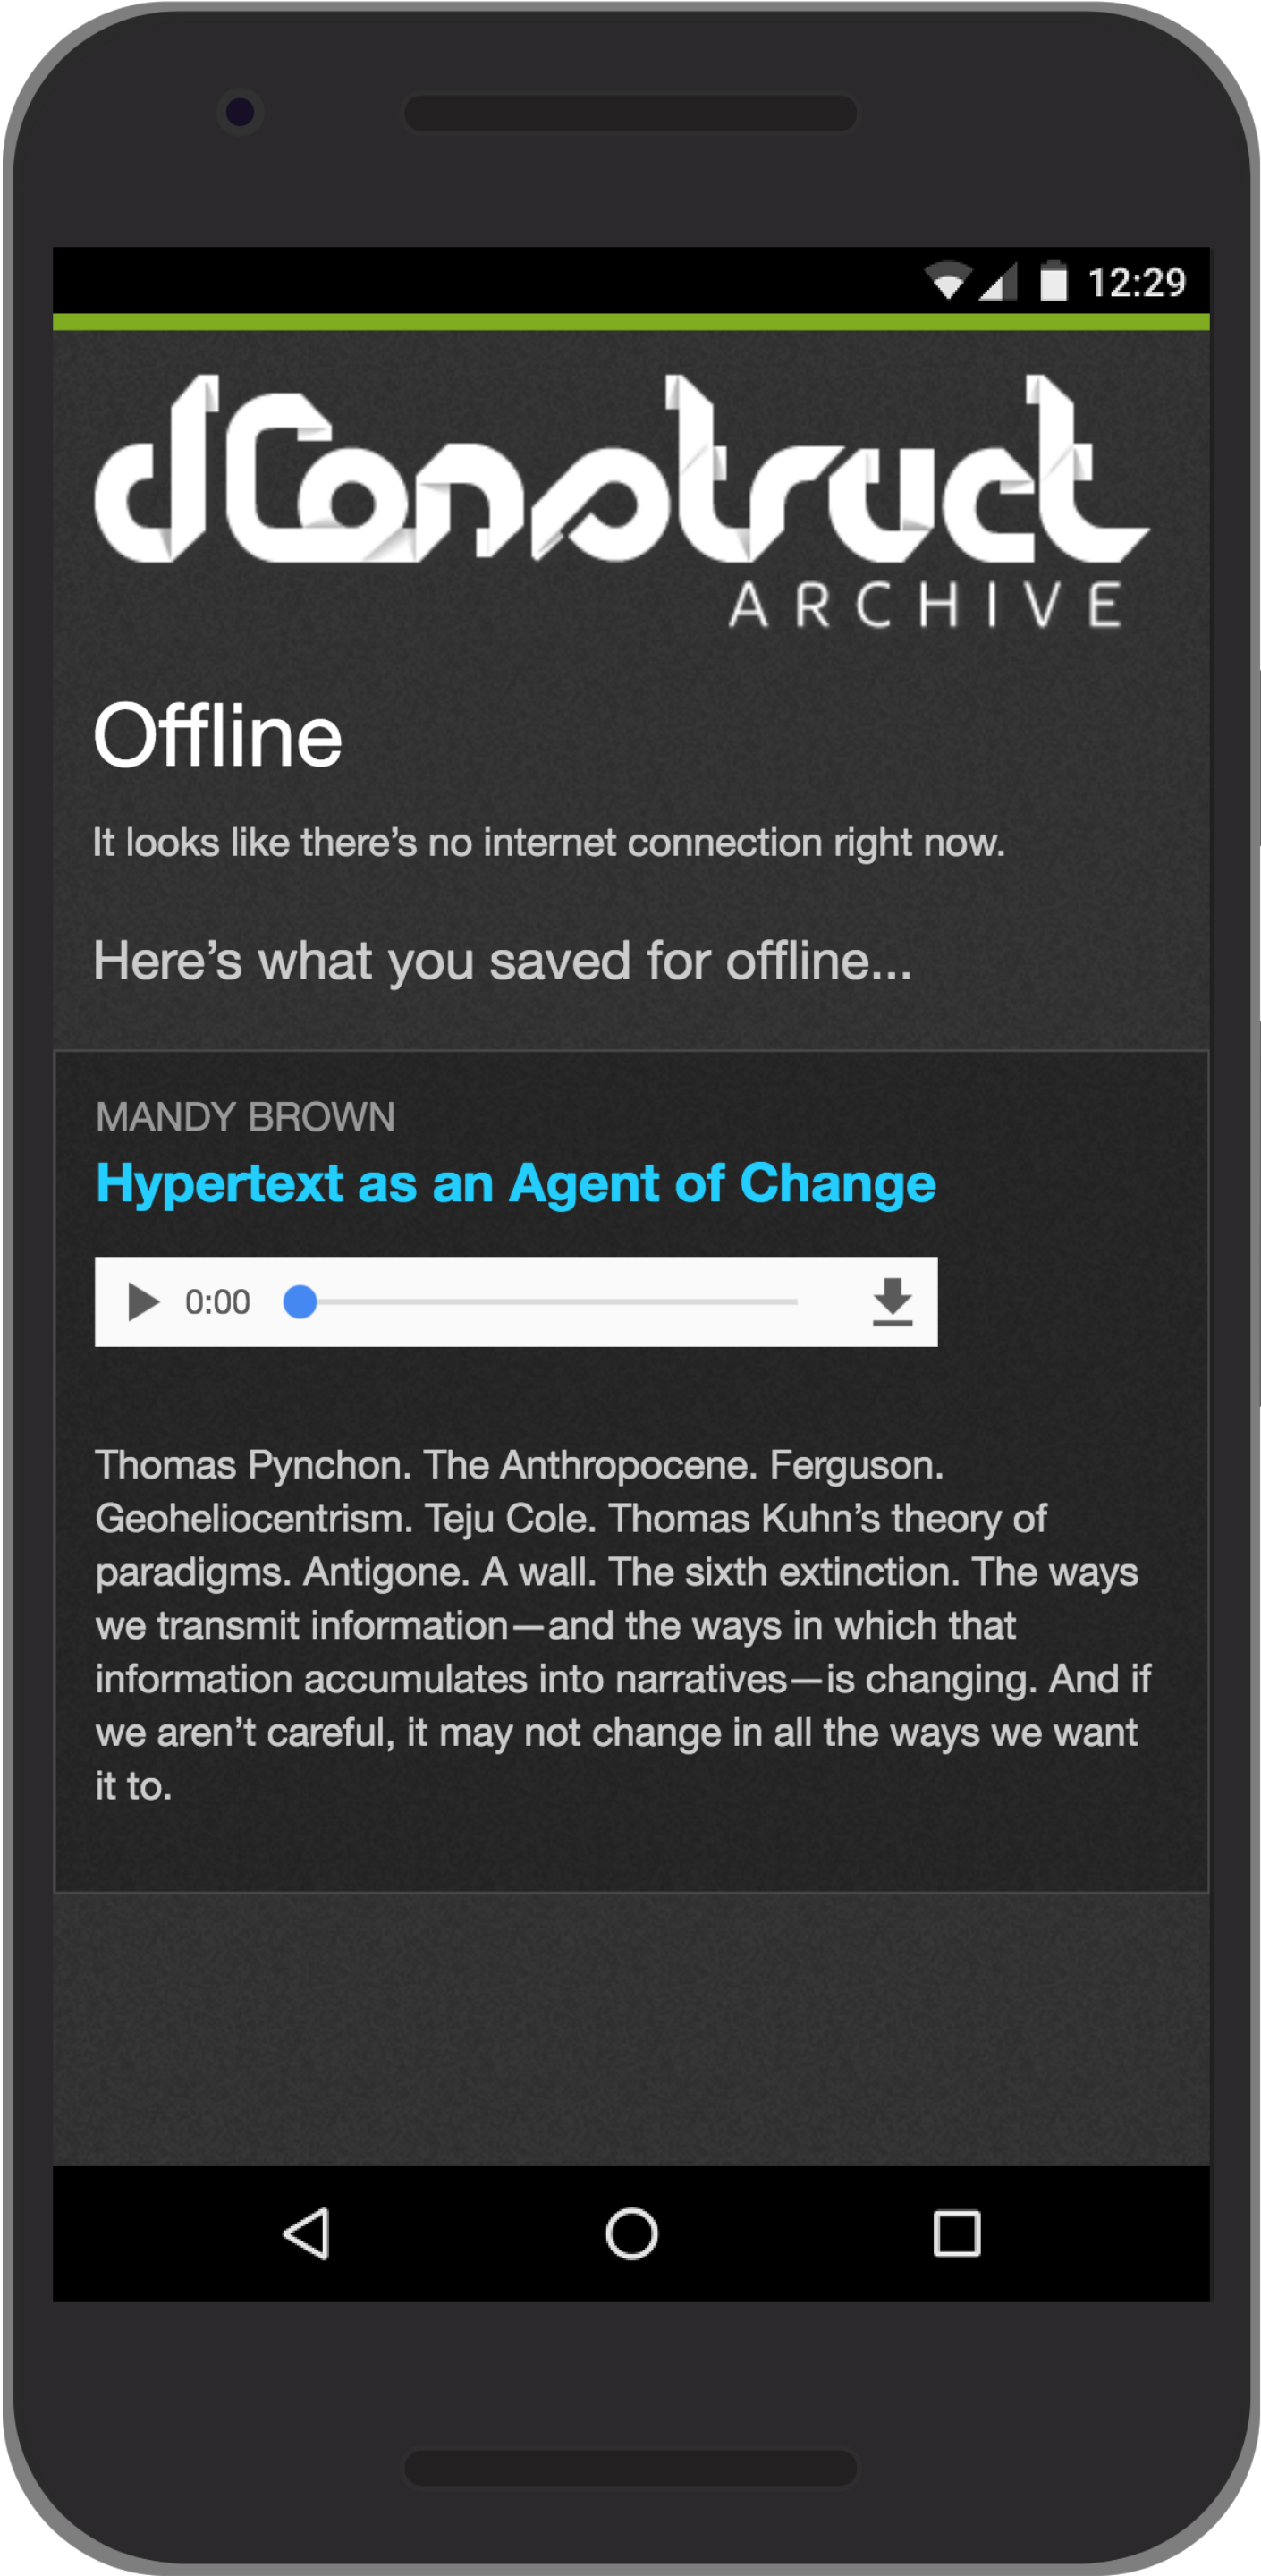 12:29
dConstruct
ARCHIVE
Offline
It looks like there’s no internet connection right now.
Here’s what you saved for offline...
MANDY BROWN
Hypertext as an Agent of Change
0:00
Thomas Pynchon. The Anthropocene. Ferguson.
Geoheliocentrism. Teju Cole. Thomas Kuhn’s theory of
paradigms. Antigone. A wall. The sixth extinction. The ways
we transmit information—and the ways in which that
information accumulates into narratives—is changing. And if
we aren’t careful, it may not change in all the ways we want
it to.